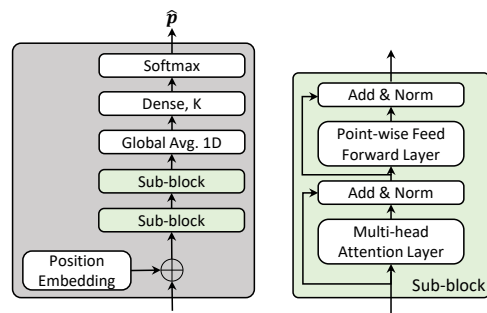 p̂
Softmax
Dense, K
Global Avg. 1D
Sub-block
Sub-block
Position
Embedding
Add & Norm
Point-wise Feed
Forward Layer
Add & Norm
Multi-head
Attention Layer
Sub-block